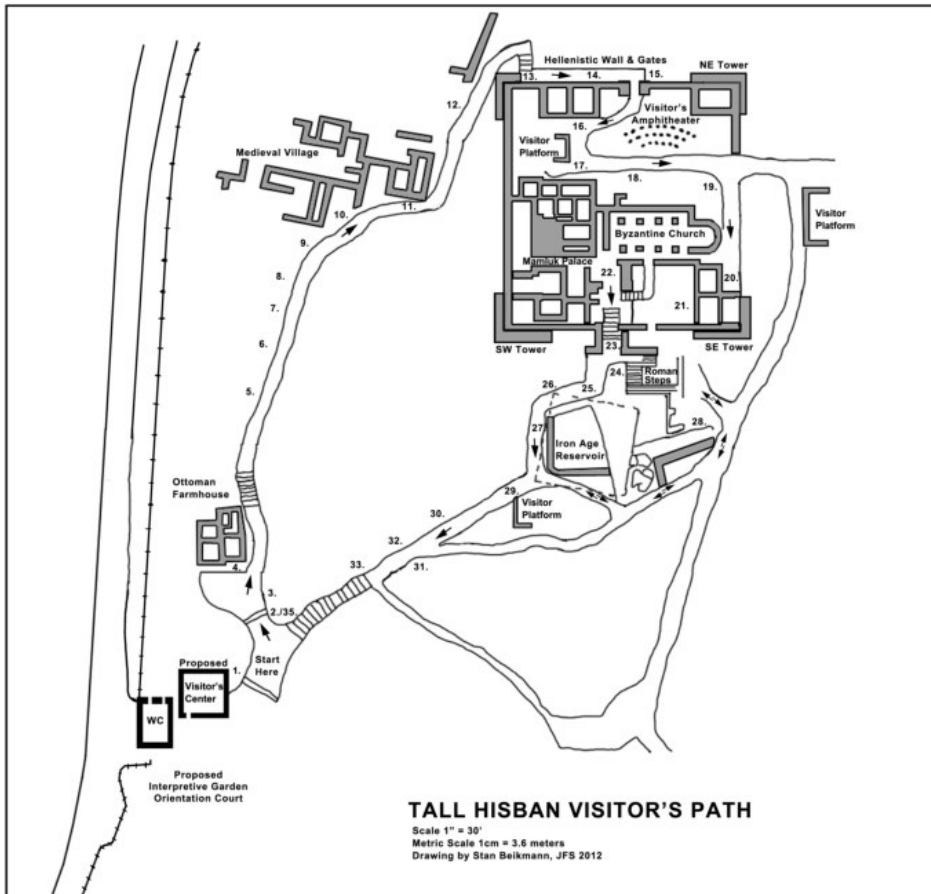 Hellenistic Wall & Gates
NE Tower
13.
14.
15.
12.
16.
Visitor's
Amphitheater
Medieval Village
Visitor
Platform
17.
18.
19.
11.
10.
9.
Byzantine Church
Visitor
Platform
Mamluk Palace
8.
22.
20.
7.
21.
6.
SW Tower
23.
SE Tower
24.
Roman
Steps
5.
26.
25.
27.
28.
Iron Age
Reservoir
Ottoman
Farmhouse
29.
Visitor
Platform
30.
32.
31.
33.
4.
3.
2./35.
Start
Here
1.
Proposed
Visitor's
Center
WC
Proposed
Interpretive Garden
Orientation Court
TALL HISBAN VISITOR'S PATH
Scale 1" = 30'
Metric Scale 1cm = 3.6 meters
Drawing by Stan Beikmann, JFS 2012